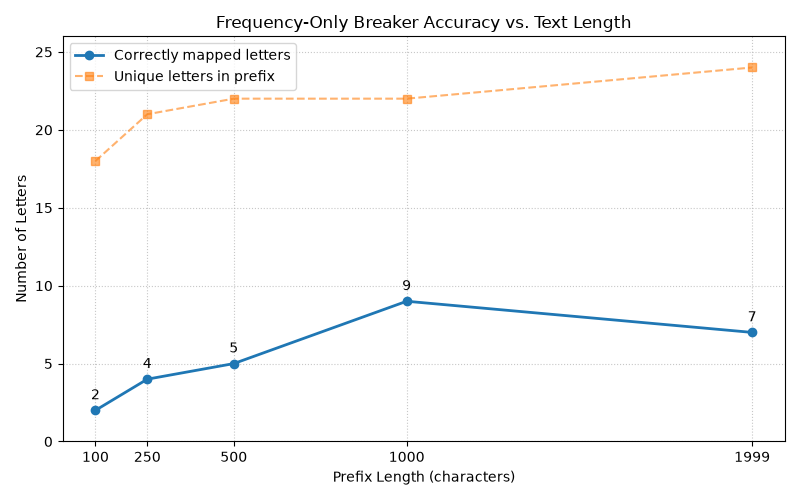 Frequency-Only Breaker Accuracy vs. Text Length
Correctly mapped letters
Unique letters in prefix
Number of Letters
25
20
15
10
5
0
2
4
5
9
7
100 250 500 1000 1999
Prefix Length (characters)